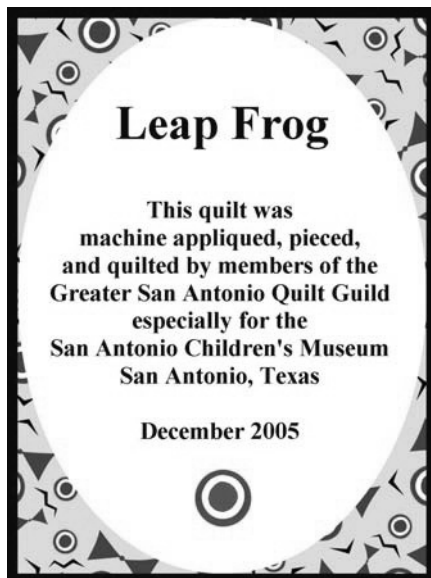 Leap Frog
This quilt was
machine appliqued, pieced,
and quilted by members of the
Greater San Antonio Quilt Guild
especially for the
San Antonio Children's Museum
San Antonio, Texas
December 2005